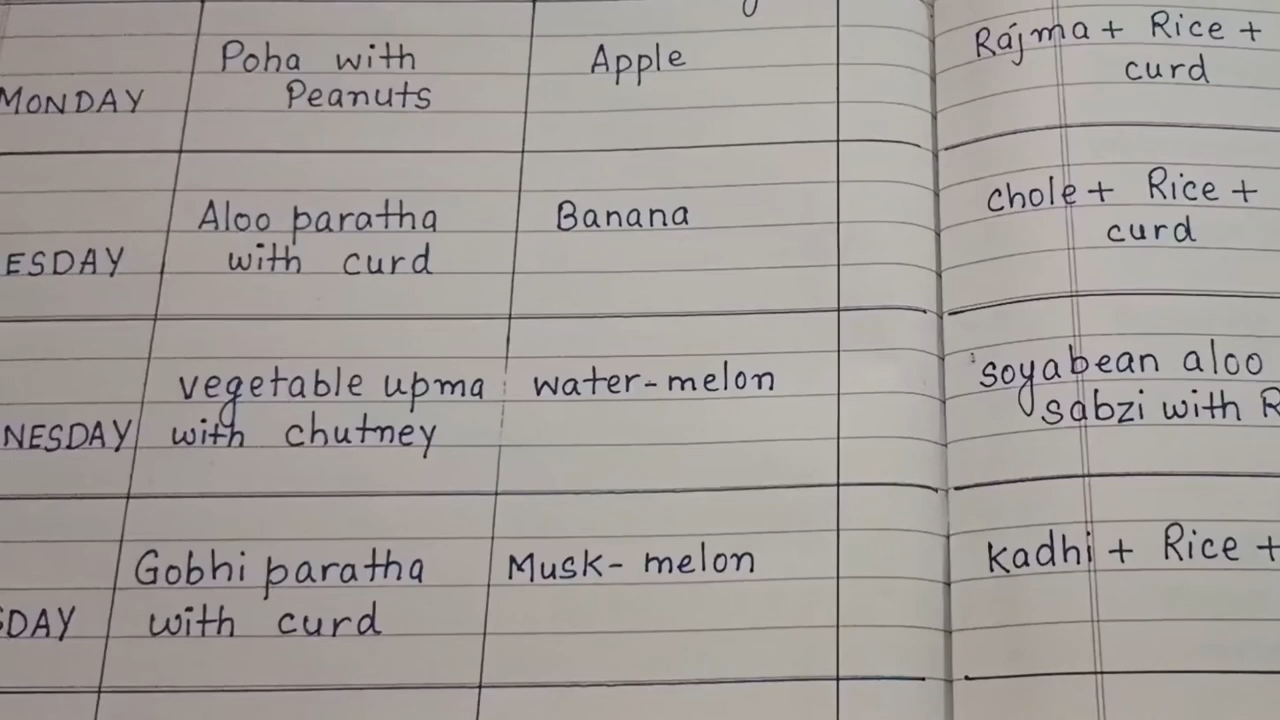 Poha with
Peanuts
Apple
Rajma + Rice +
curd
MONDAY
Aloo paratha
with curd
Banana
chole + Rice +
curd
ESDAY
vegetable upma
with chutney
water-melon
soyabean aloo
sabzi with R
NESDAY
Gobhi paratha
with curd
Musk- melon
kadhi + Rice +
DAY